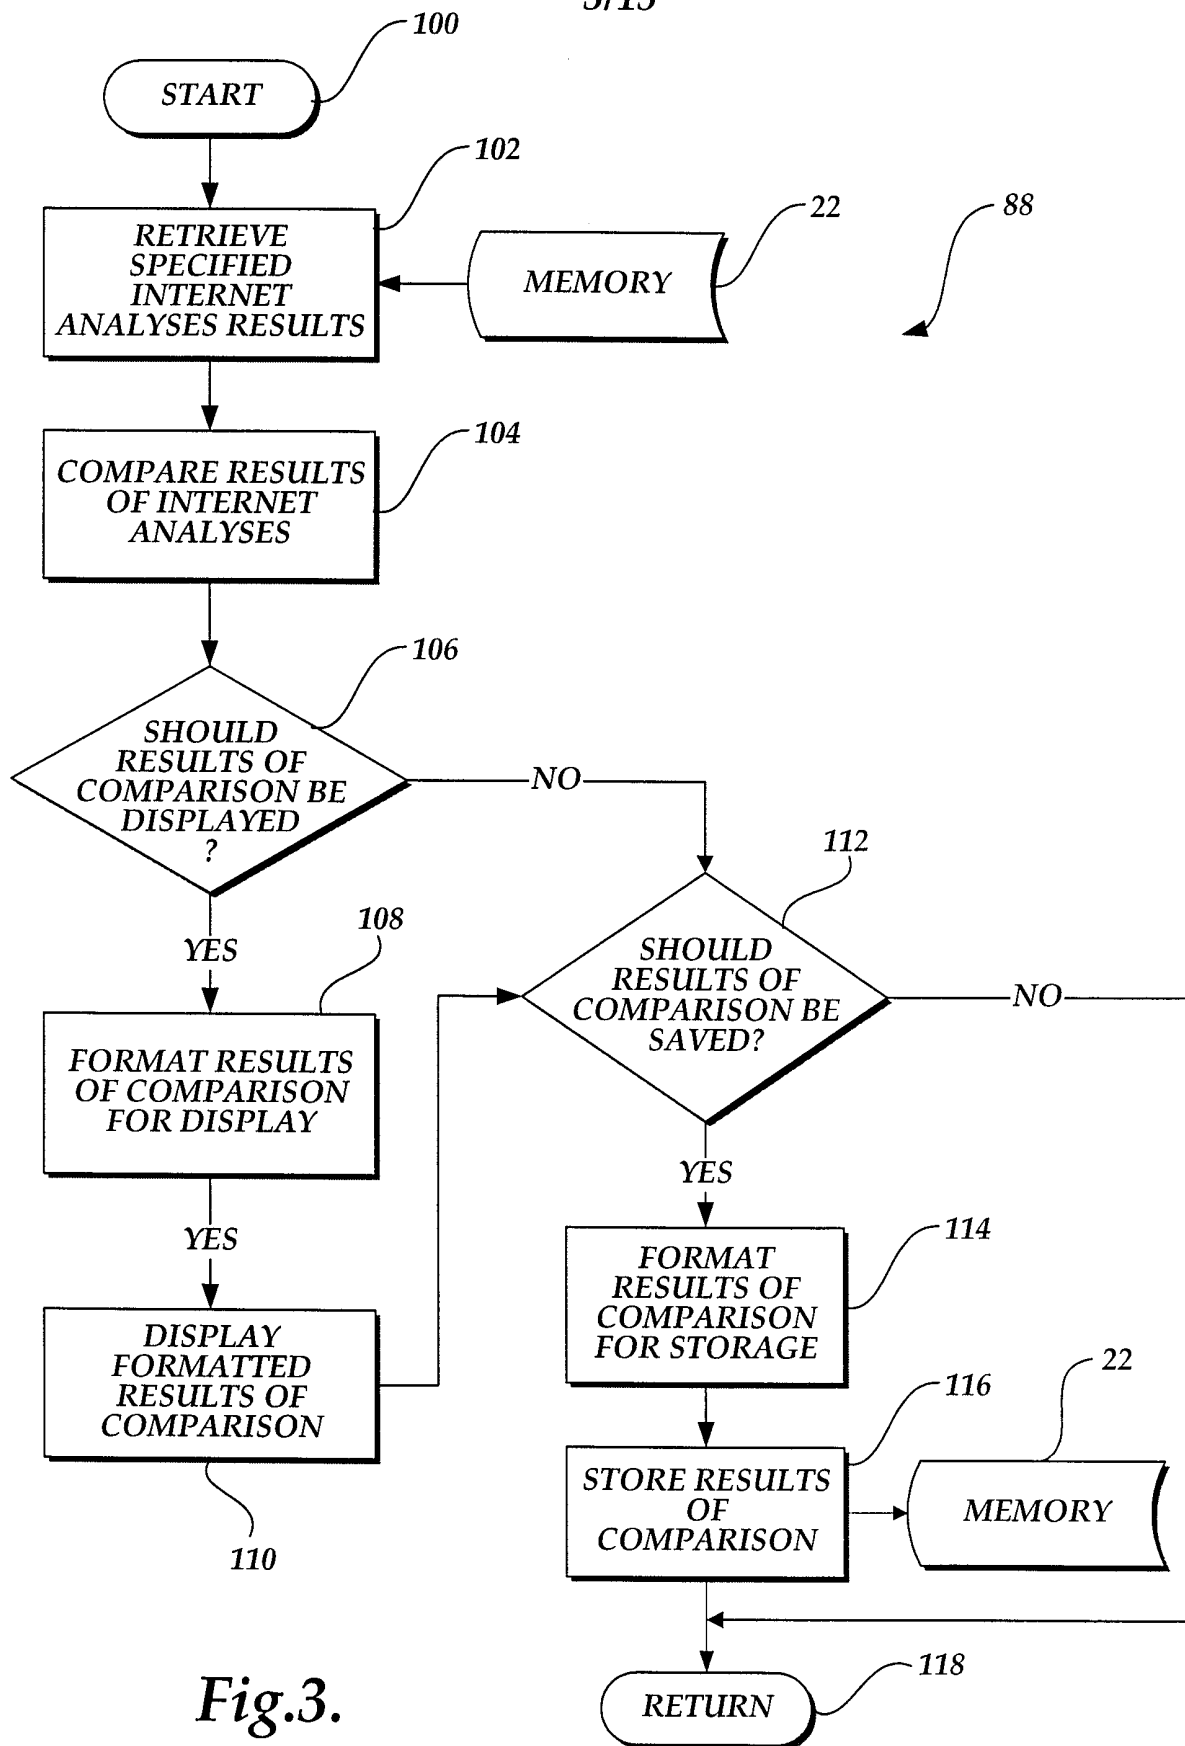 3/15
100
START
102
RETRIEVE
SPECIFIED
INTERNET
ANALYSES RESULTS
22
MEMORY
88
104
COMPARE RESULTS
OF INTERNET
ANALYSES
106
SHOULD
RESULTS OF
COMPARISON BE
DISPLAYED
?
NO
YES
108
FORMAT RESULTS
OF COMPARISON
FOR DISPLAY
YES
DISPLAY
FORMATTED
RESULTS OF
COMPARISON
110
112
SHOULD
RESULTS OF
COMPARISON BE
SAVED?
NO
YES
114
FORMAT
RESULTS OF
COMPARISON
FOR STORAGE
116
STORE RESULTS
OF
COMPARISON
22
MEMORY
118
RETURN
Fig.3.